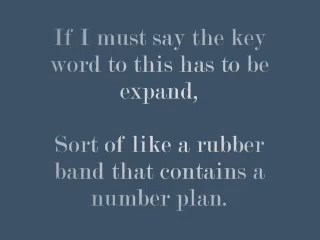 If I must say the key
word to this has to be
expand,
Sort of like a rubber
band that contains a
number plan.